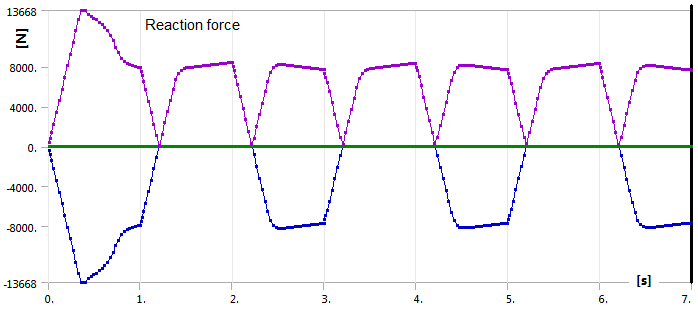 13668
Reaction force
[N]
8000.
4000.
0.
-4000.
-8000.
-13668
[s]
0. 1. 2. 3. 4. 5. 6. 7.